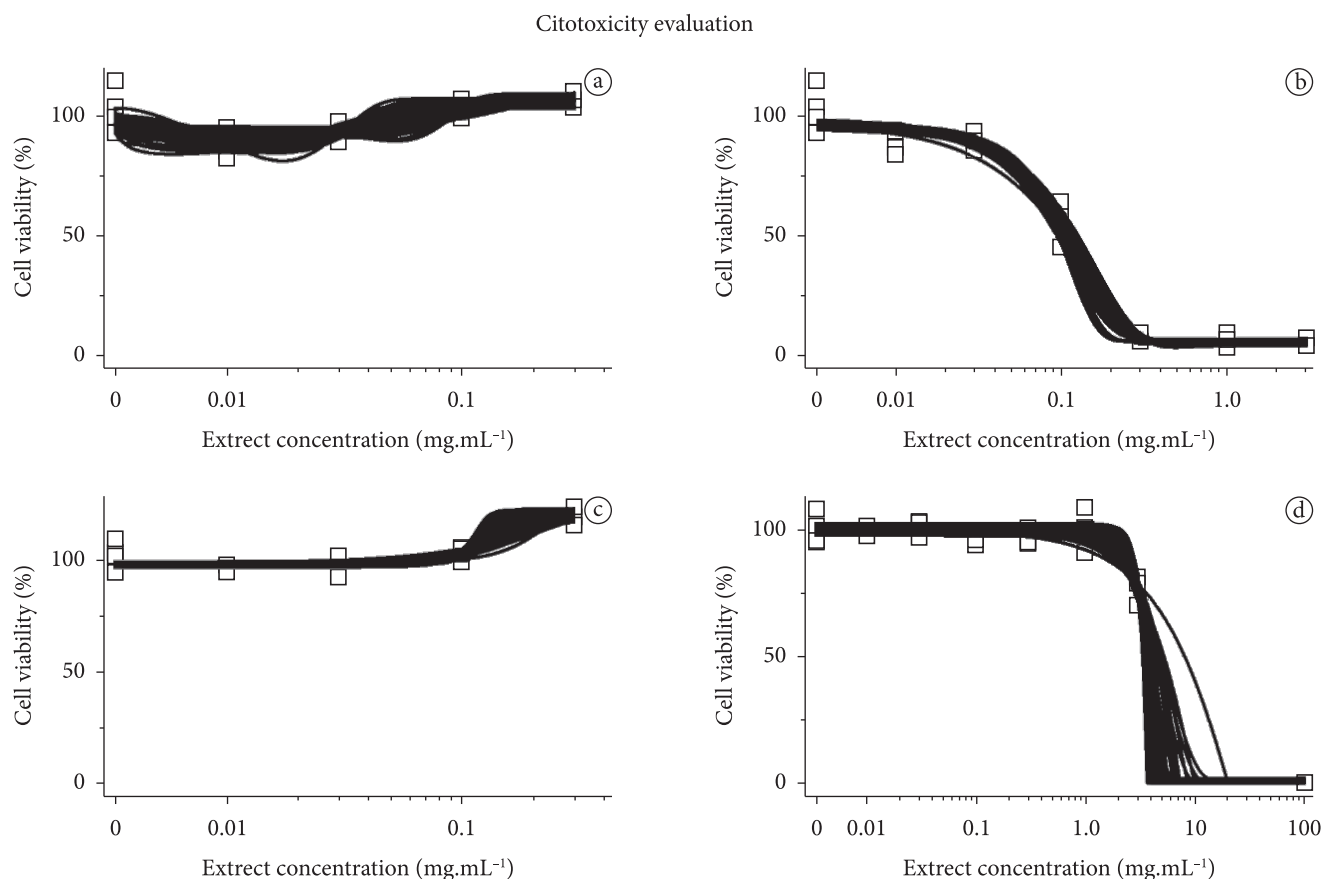 Citotoxicity evaluation
a
Cell viability (%)
100
50
0
0 0.01 0.1
Extrect concentration (mg.mL⁻¹)
b
Cell viability (%)
100
50
0
0 0.01 0.1 1.0
Extrect concentration (mg.mL⁻¹)
c
Cell viability (%)
100
50
0
0 0.01 0.1
Extrect concentration (mg.mL⁻¹)
d
Cell viability (%)
100
50
0
0 0.01 0.1 1.0 10 100
Extrect concentration (mg.mL⁻¹)